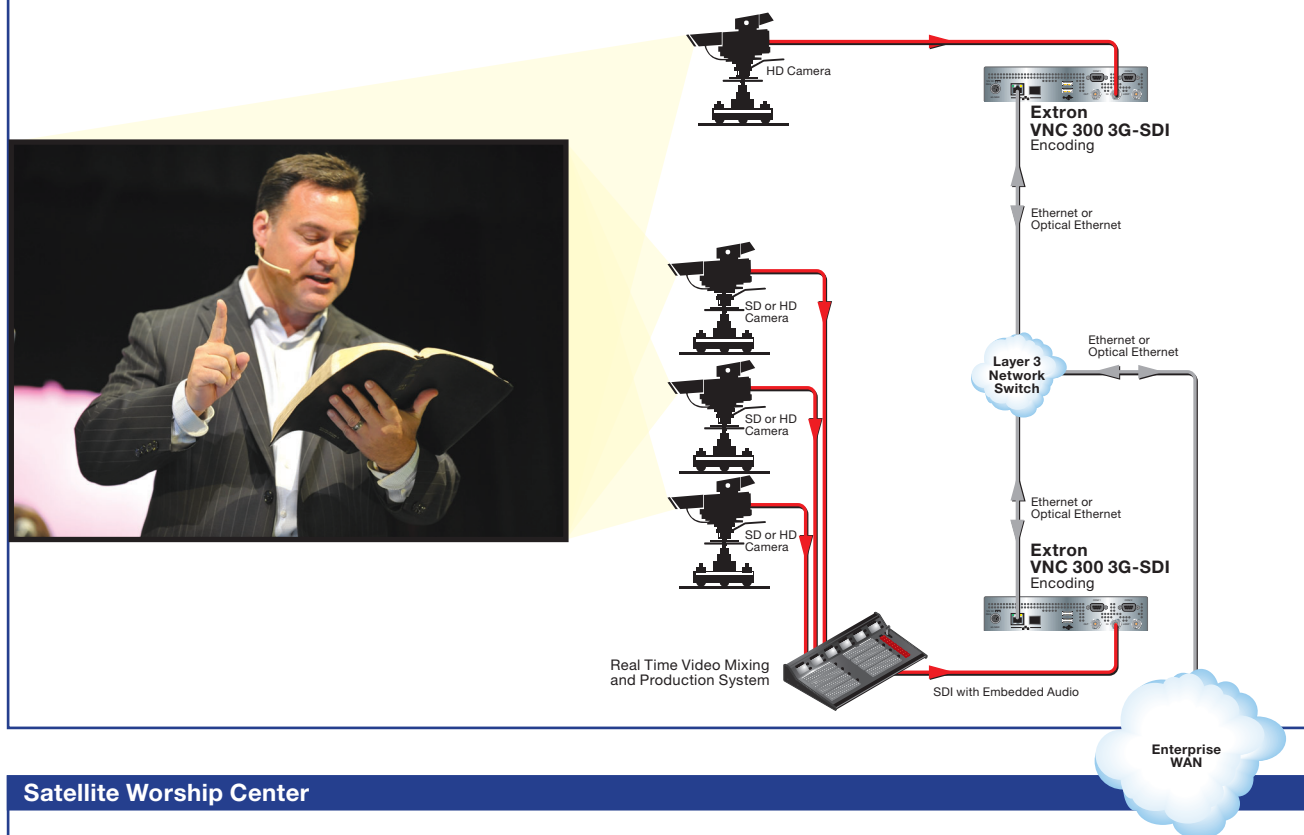 HD Camera
Extron
VNC 300 3G-SDI
Encoding
Ethernet or
Optical Ethernet
SD or HD
Camera
Layer 3
Network
Switch
Ethernet or
Optical Ethernet
SD or HD
Camera
Ethernet or
Optical Ethernet
SD or HD
Camera
Extron
VNC 300 3G-SDI
Encoding
Real Time Video Mixing
and Production System
SDI with Embedded Audio
Enterprise
WAN
Satellite Worship Center